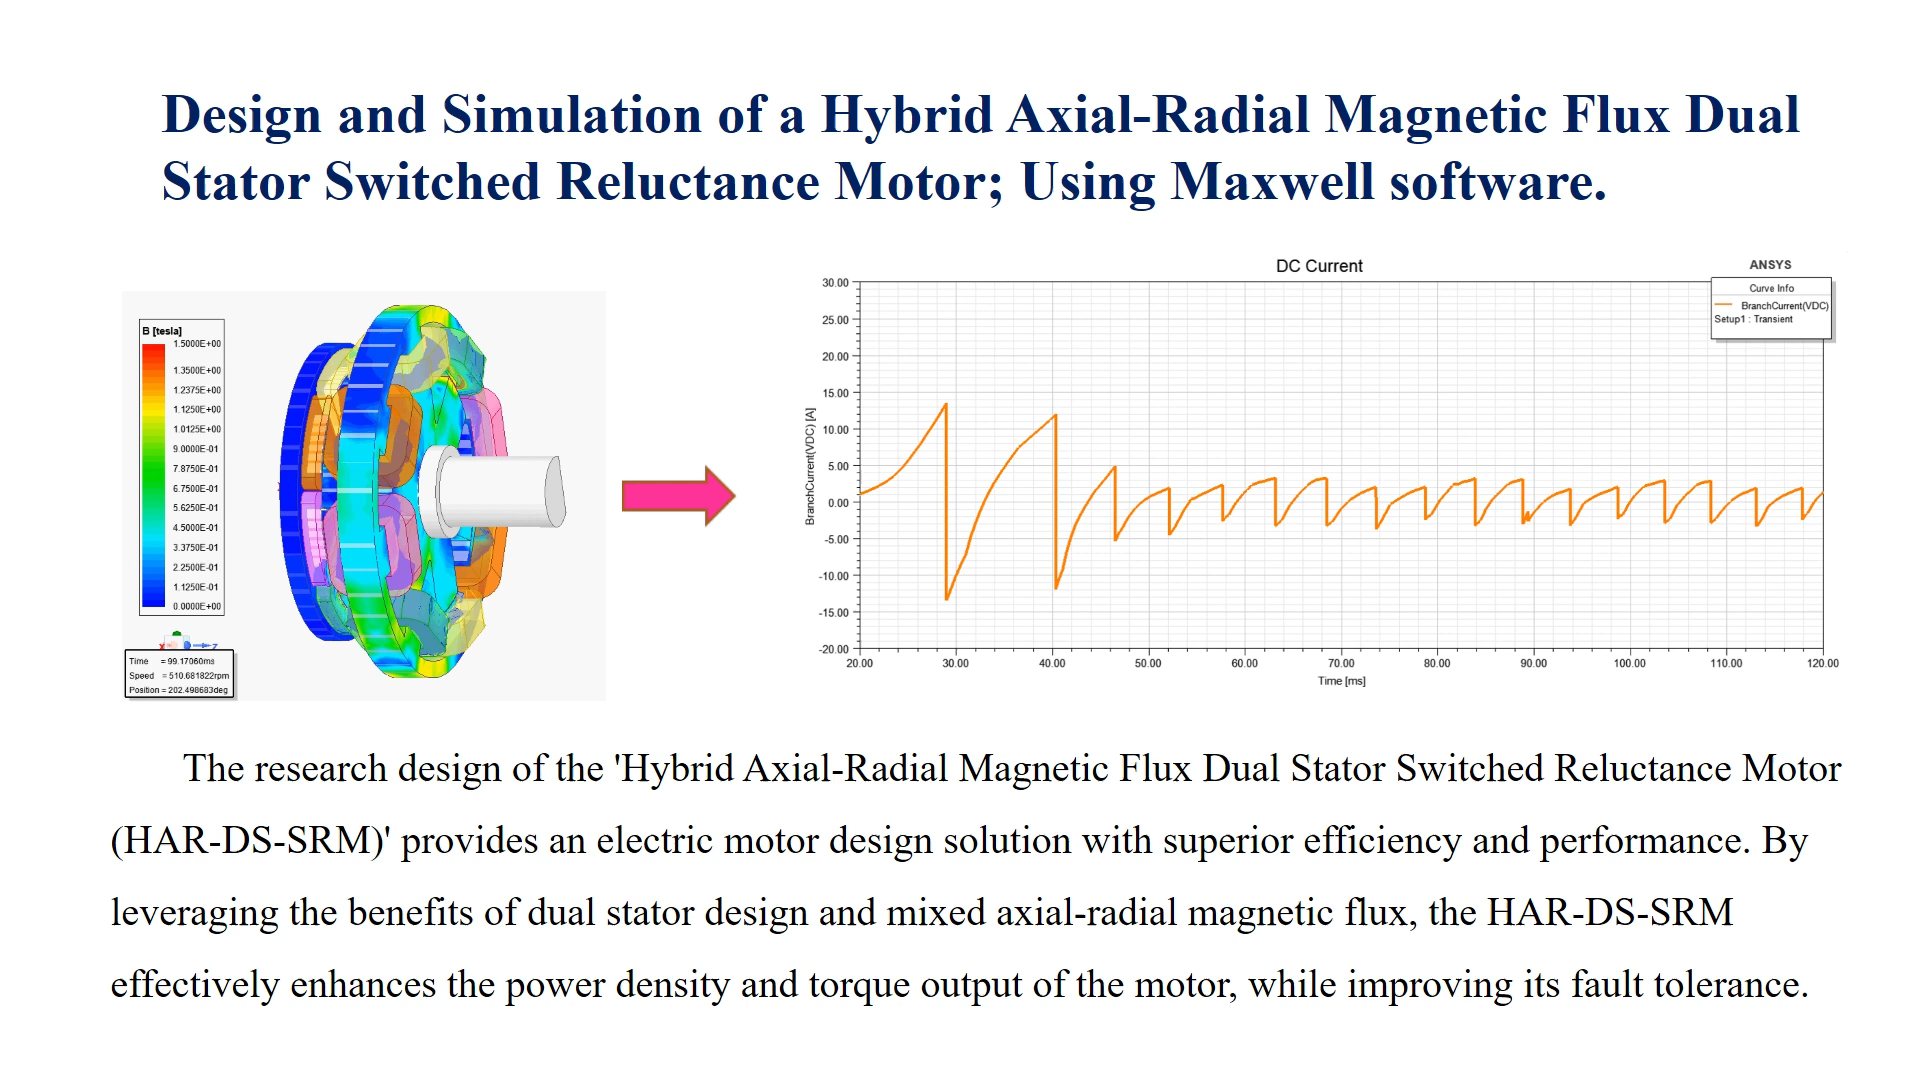 Design and Simulation of a Hybrid Axial-Radial Magnetic Flux Dual
Stator Switched Reluctance Motor; Using Maxwell software.
B [tesla]
1.5000E+00
1.3500E+00
1.2375E+00
1.1250E+00
1.0125E+00
9.0000E-01
7.8750E-01
6.7500E-01
5.6250E-01
4.5000E-01
3.3750E-01
2.2500E-01
1.1250E-01
0.0000E+00
X
Z
Time = 99.17060ms
Speed = 510.681822rpm
Position = 202.498683deg
DC Current
ANSYS
Curve Info
BranchCurrent(VDC)
Setup1 : Transient
BranchCurrent(VDC) [A]
30.00
25.00
20.00
15.00
10.00
5.00
0.00
-5.00
-10.00
-15.00
-20.00
20.00 30.00 40.00 50.00 60.00 70.00 80.00 90.00 100.00 110.00 120.00
Time [ms]
The research design of the 'Hybrid Axial-Radial Magnetic Flux Dual Stator Switched Reluctance Motor
(HAR-DS-SRM)' provides an electric motor design solution with superior efficiency and performance. By
leveraging the benefits of dual stator design and mixed axial-radial magnetic flux, the HAR-DS-SRM
effectively enhances the power density and torque output of the motor, while improving its fault tolerance.